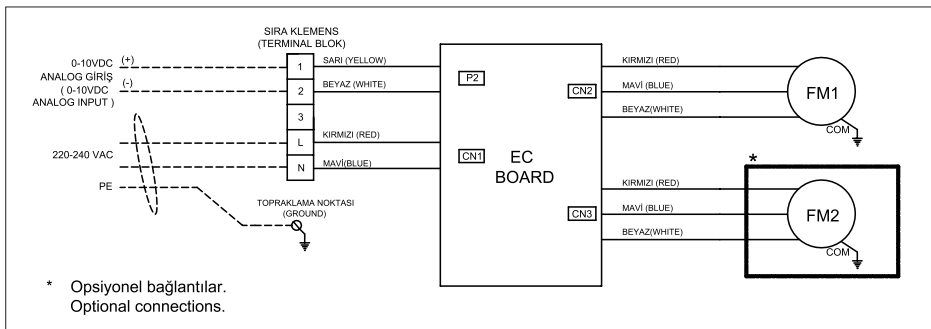 SIRA KLEMENS
(TERMINAL BLOK)
0-10VDC (+)
ANALOG GİRİŞ
( 0-10VDC (-)
ANALOG INPUT )
220-240 VAC
PE
1
2
3
L
N
SARI (YELLOW)
BEYAZ (WHITE)
KIRMIZI (RED)
MAVİ(BLUE)
TOPRAKLAMA NOKTASI
(GROUND)
P2
CN1
CN2
CN3
EC
BOARD
KIRMIZI (RED)
MAVİ (BLUE)
BEYAZ(WHITE)
FM1
COM
*
KIRMIZI (RED)
MAVİ (BLUE)
BEYAZ(WHITE)
FM2
COM
* Opsiyonel bağlantılar.
Optional connections.